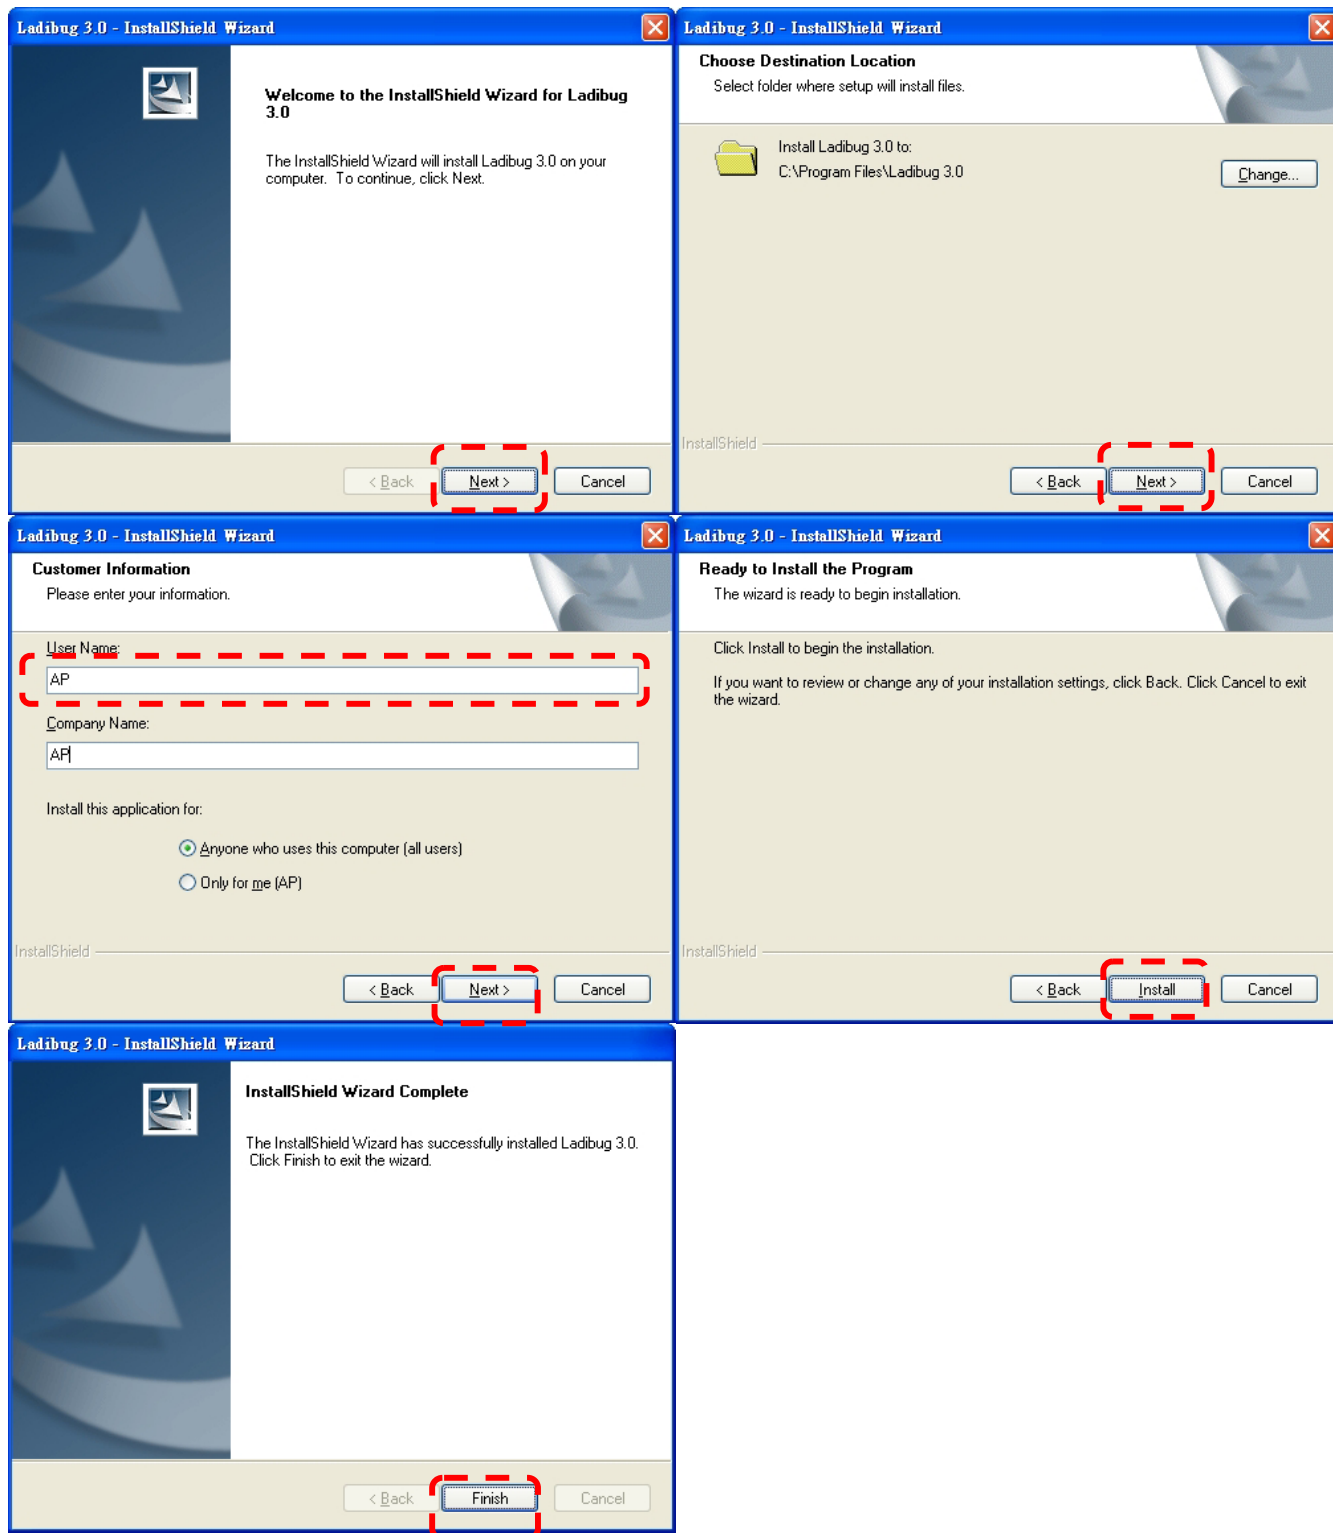 Ladibug 3.0 - InstallShield Wizard
Welcome to the InstallShield Wizard for Ladibug
3.0
The InstallShield Wizard will install Ladibug 3.0 on your
computer. To continue, click Next.
< Back
Next >
Cancel
Ladibug 3.0 - InstallShield Wizard
Choose Destination Location
Select folder where setup will install files.
Install Ladibug 3.0 to:
C:\Program Files\Ladibug 3.0
Change...
InstallShield
< Back
Next >
Cancel
Ladibug 3.0 - InstallShield Wizard
Customer Information
Please enter your information.
User Name:
AP
Company Name:
AP
Install this application for:
Anyone who uses this computer (all users)
Only for me (AP)
InstallShield
< Back
Next >
Cancel
Ladibug 3.0 - InstallShield Wizard
Ready to Install the Program
The wizard is ready to begin installation.
Click Install to begin the installation.
If you want to review or change any of your installation settings, click Back. Click Cancel to exit
the wizard.
InstallShield
< Back
Install
Cancel
Ladibug 3.0 - InstallShield Wizard
InstallShield Wizard Complete
The InstallShield Wizard has successfully installed Ladibug 3.0.
Click Finish to exit the wizard.
< Back
Finish
Cancel